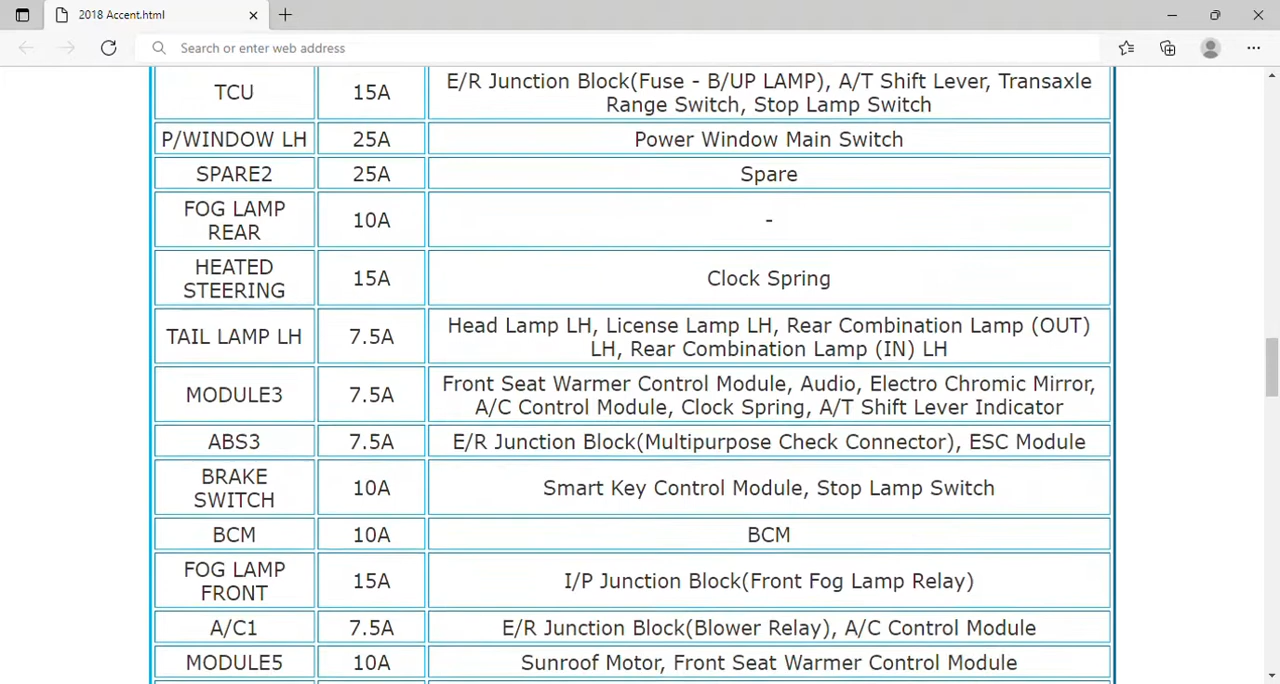 2018 Accent.html
Search or enter web address
TCU 15A E/R Junction Block(Fuse - B/UP LAMP), A/T Shift Lever, Transaxle
Range Switch, Stop Lamp Switch
P/WINDOW LH 25A Power Window Main Switch
SPARE2 25A Spare
FOG LAMP
REAR 10A -
HEATED
STEERING 15A Clock Spring
TAIL LAMP LH 7.5A Head Lamp LH, License Lamp LH, Rear Combination Lamp (OUT)
LH, Rear Combination Lamp (IN) LH
MODULE3 7.5A Front Seat Warmer Control Module, Audio, Electro Chromic Mirror,
A/C Control Module, Clock Spring, A/T Shift Lever Indicator
ABS3 7.5A E/R Junction Block(Multipurpose Check Connector), ESC Module
BRAKE
SWITCH 10A Smart Key Control Module, Stop Lamp Switch
BCM 10A BCM
FOG LAMP
FRONT 15A I/P Junction Block(Front Fog Lamp Relay)
A/C1 7.5A E/R Junction Block(Blower Relay), A/C Control Module
MODULE5 10A Sunroof Motor, Front Seat Warmer Control Module